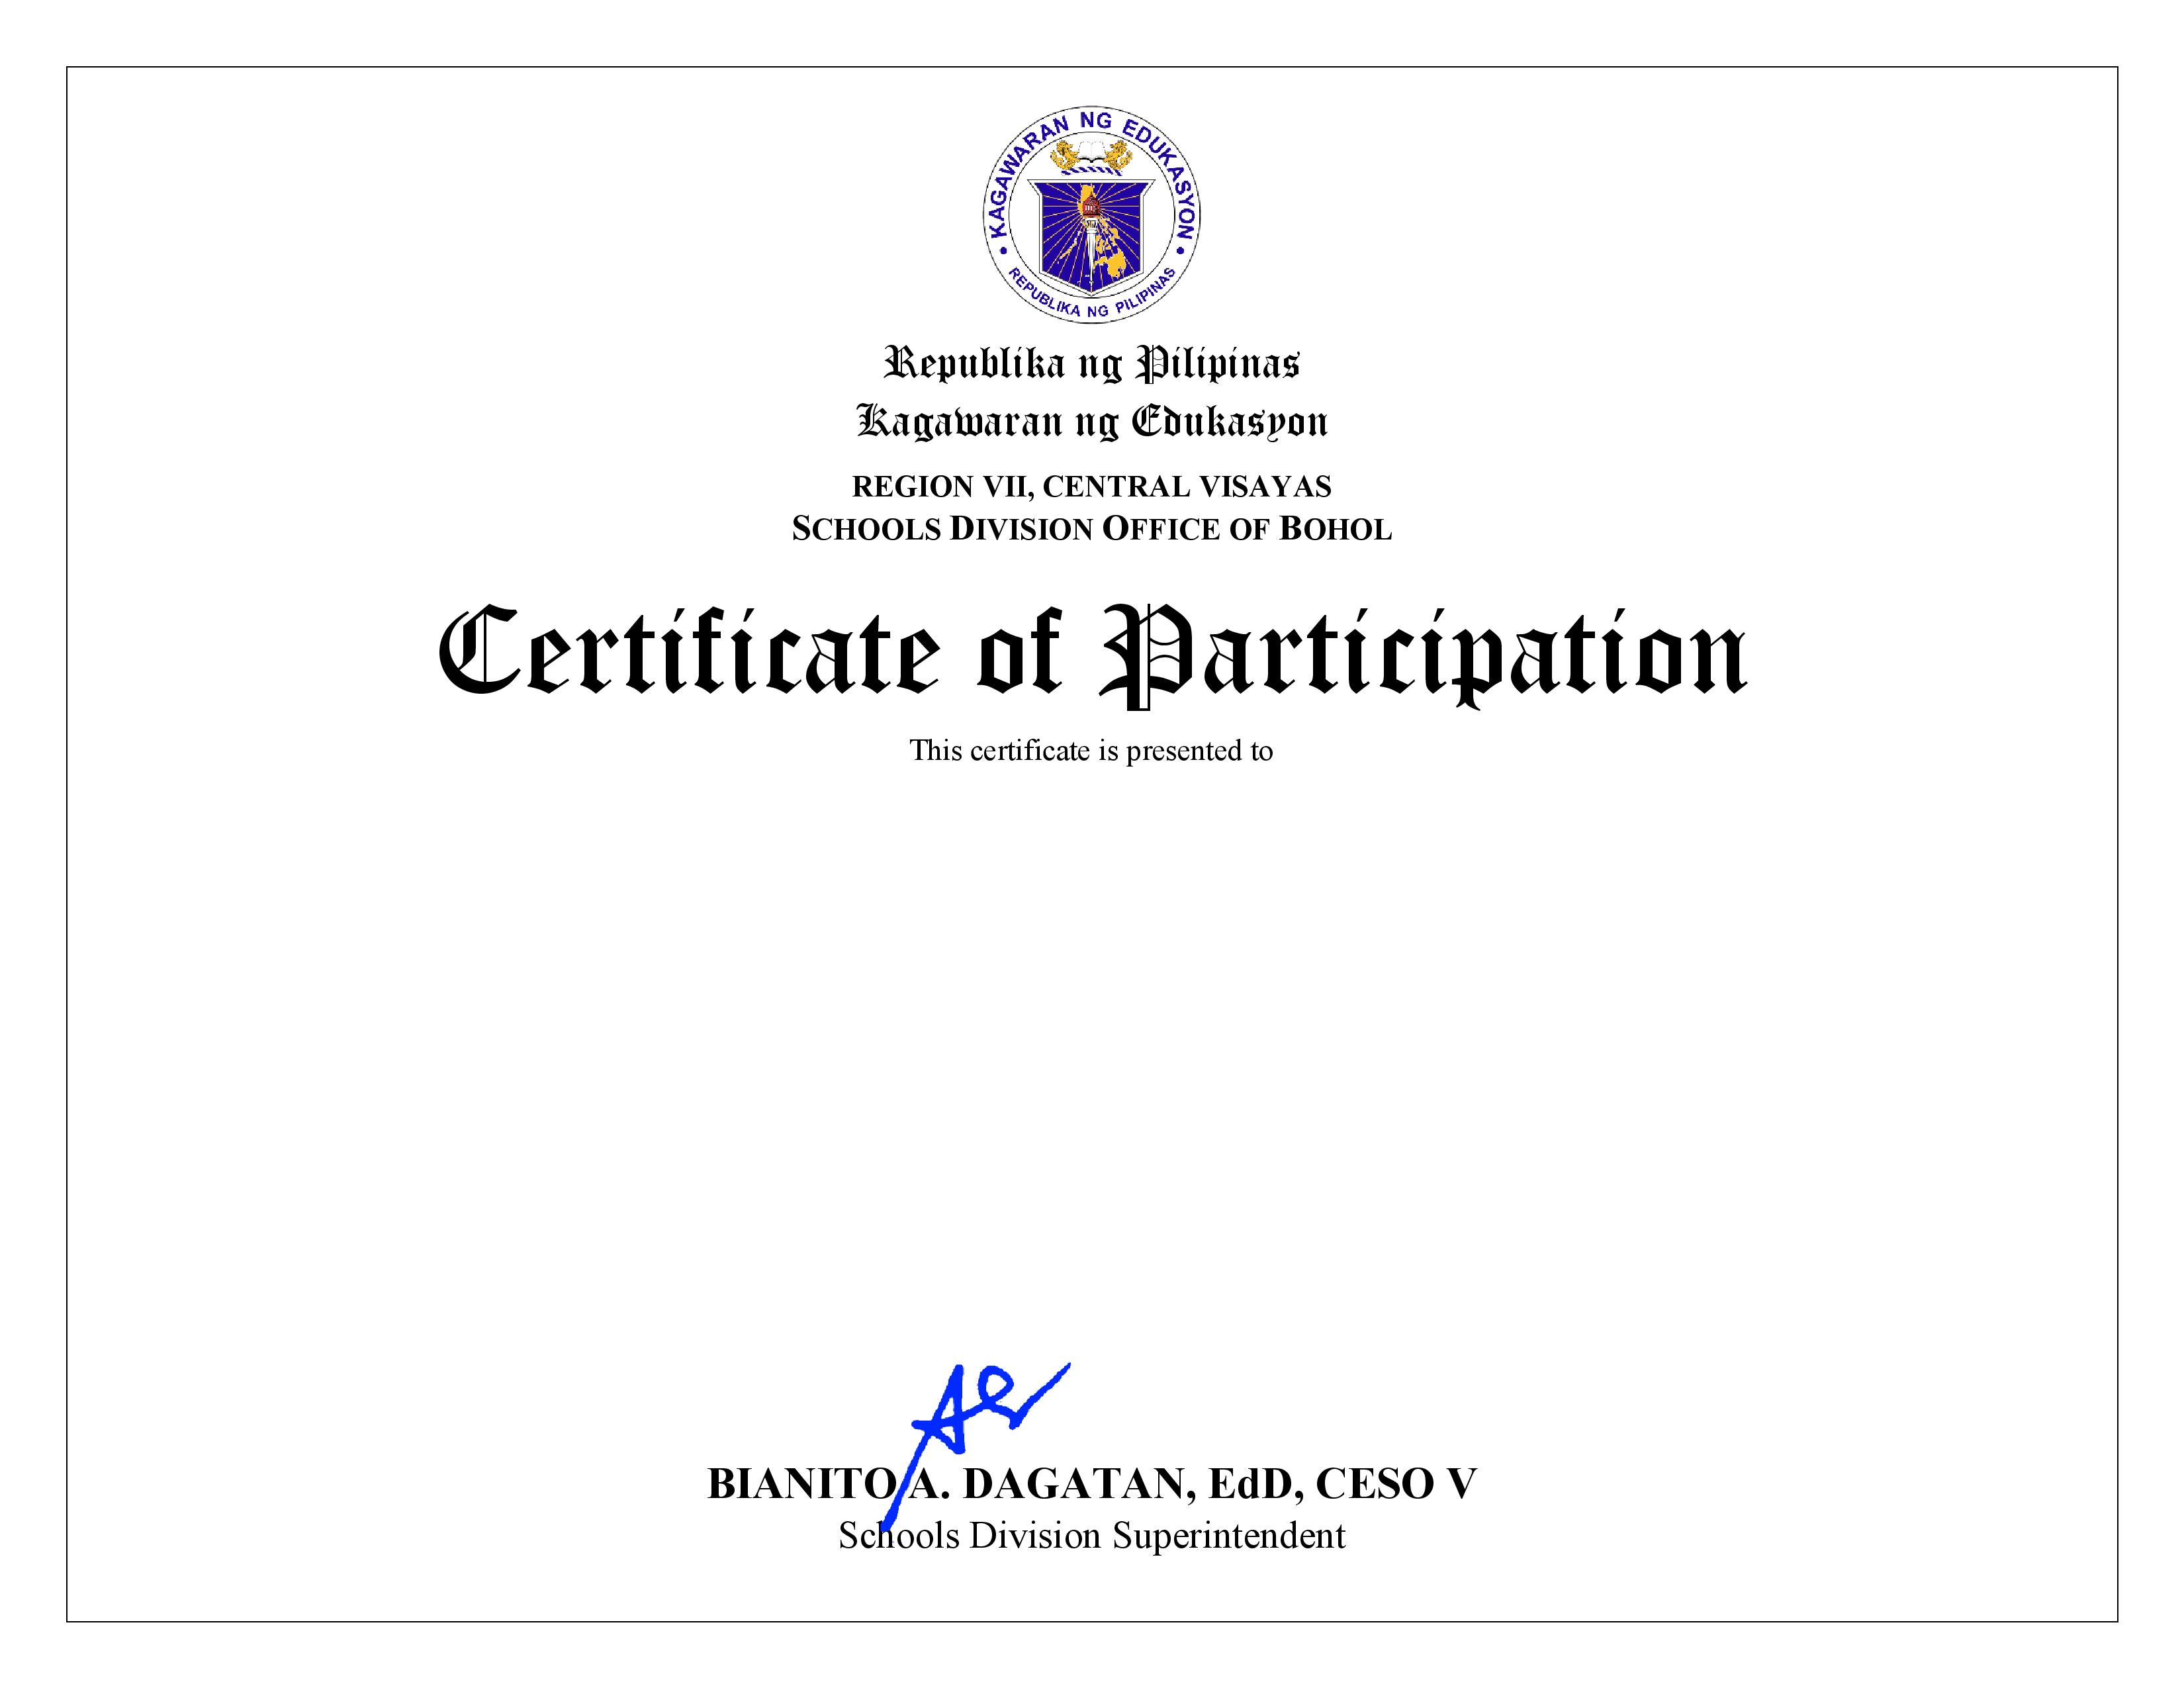 KAGAWARAN NG EDUKASYON
REPUBLIKA NG PILIPINAS
Republika ng Pilipinas
Kagawaran ng Edukasyon
REGION VII, CENTRAL VISAYAS
SCHOOLS DIVISION OFFICE OF BOHOL
Certificate of Participation
This certificate is presented to
BIANITO A. DAGATAN, EdD, CESO V
Schools Division Superintendent